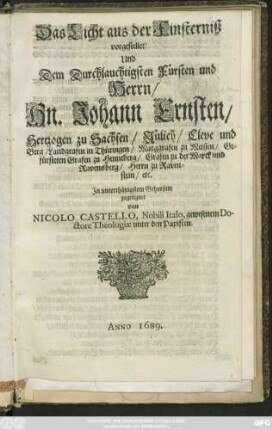 Das Licht aus der Finsterniß
vorgestellet/
Und
Dem Durchlauchtigsten Fürsten und
Herrn/
Hn. Johann Ernsten/
Hertzogen zu Sachsen/ Jülich/ Cleve und
Berg/ Landgrafen in Thüringen/ Marggrafen zu Meissen/ Ge-
fürsteten Grafen zu Henneberg/ Grafen zu der Marck und
Ravensberg/ Herrn zu Raven-
stein/ etc.
In unterthänigstem Gehorsam
zugeeignet
von
NICOLO CASTELLO, Nobili Italo, gewesenem Do-
ctore Theologiæ unter den Papisten.
ANNO 1689.